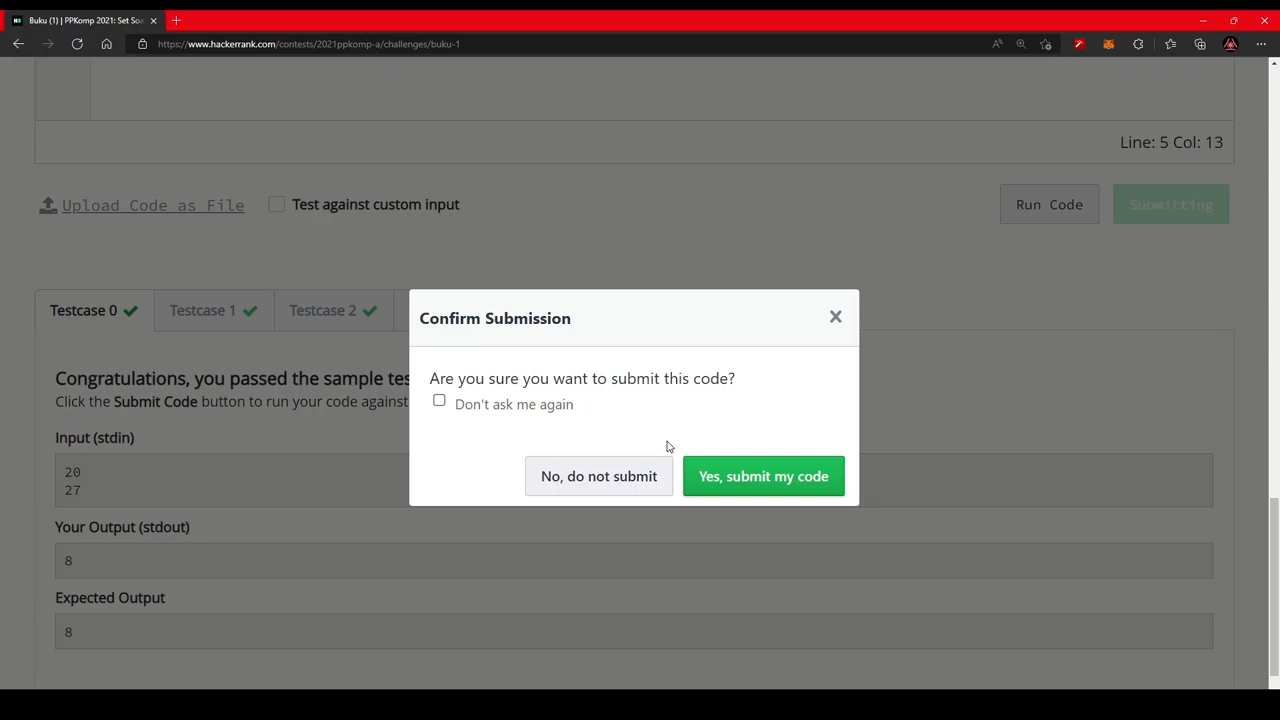 Buku (1) | PPKomp 2021: Set Soa
https://www.hackerrank.com/contests/2021ppkomp-a/challenges/buku-1
Line: 5 Col: 13
Upload Code as File
Test against custom input
Run Code
Submitting
Testcase 0
Testcase 1
Testcase 2
Confirm Submission
Are you sure you want to submit this code?
Don't ask me again
No, do not submit
Yes, submit my code
Congratulations, you passed the sample tes
Click the Submit Code button to run your code against
Input (stdin)
20
27
Your Output (stdout)
8
Expected Output
8